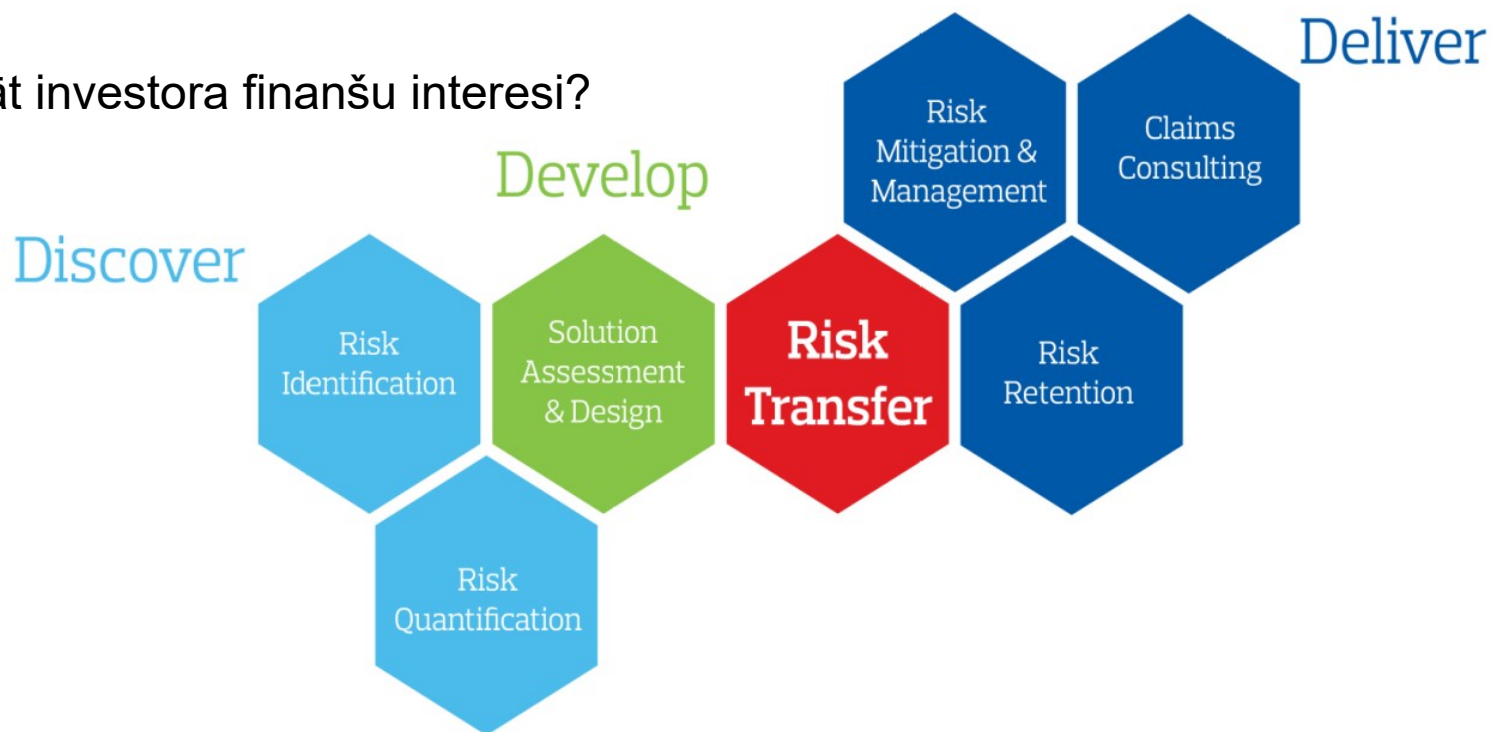 investora finanšu interesi?
Discover
Risk
Identification
Risk
Quantification
Develop
Solution
Assessment
& Design
Risk
Transfer
Deliver
Risk
Mitigation &
Management
Claims
Consulting
Risk
Retention